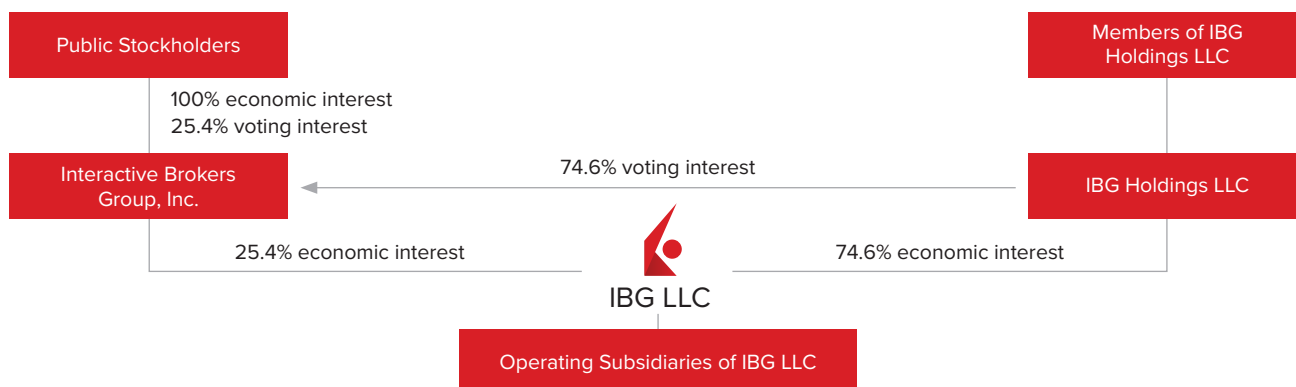 Public Stockholders
Members of IBG
Holdings LLC
100% economic interest
25.4% voting interest
Interactive Brokers
Group, Inc.
74.6% voting interest
IBG Holdings LLC
25.4% economic interest
74.6% economic interest
IBG LLC
Operating Subsidiaries of IBG LLC